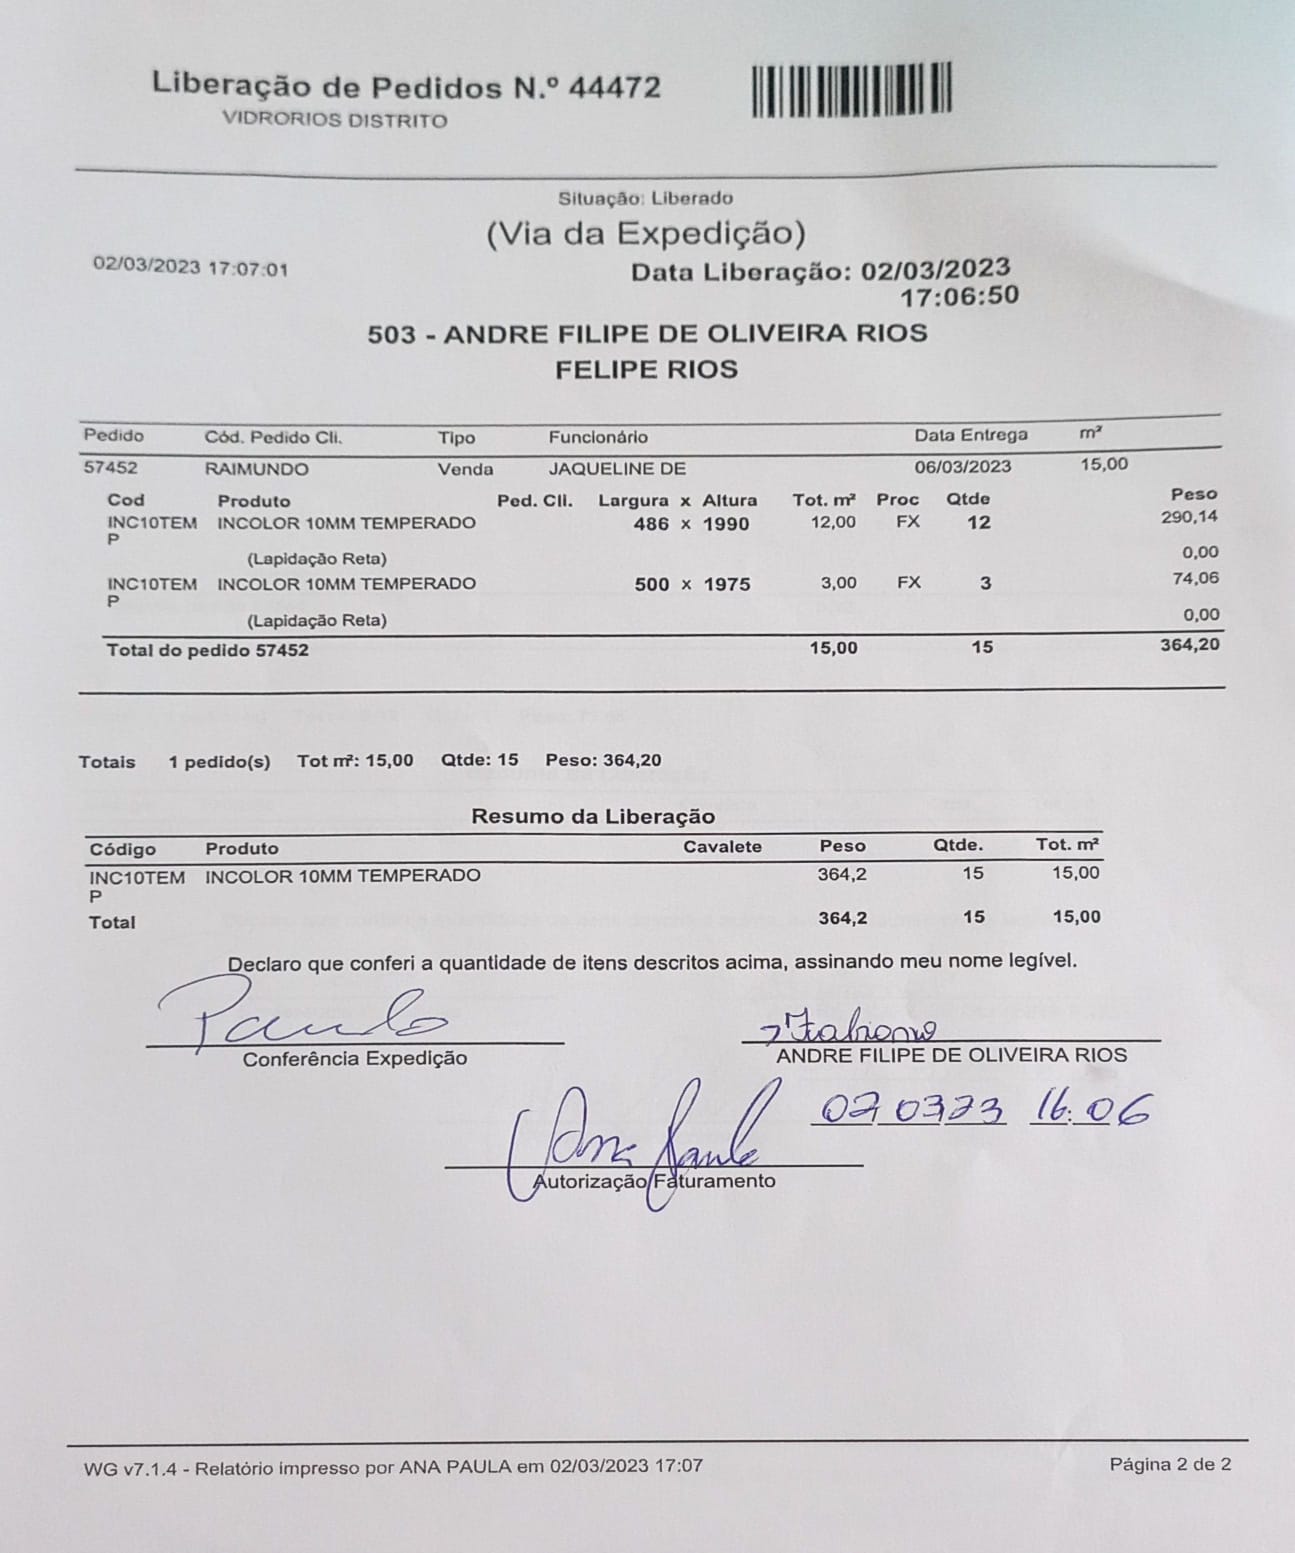 Liberação de Pedidos N.º 44472
VIDRORIOS DISTRITO
Situação: Liberado
(Via da Expedição)
02/03/2023 17:07:01
Data Liberação: 02/03/2023
17:06:50
503 - ANDRE FILIPE DE OLIVEIRA RIOS
FELIPE RIOS
Pedido Cód. Pedido Cli. Tipo Funcionário Data Entrega m²
57452 RAIMUNDO Venda JAQUELINE DE 06/03/2023 15,00
Cod Produto Ped. Cli. Largura x Altura Tot. m² Proc Qtde Peso
INC10TEM INCOLOR 10MM TEMPERADO 486 x 1990 12,00 FX 12 290,14
P
(Lapidação Reta) 0,00
INC10TEM INCOLOR 10MM TEMPERADO 500 x 1975 3,00 FX 3 74,06
P
(Lapidação Reta) 0,00
Total do pedido 57452 15,00 15 364,20
Totais 1 pedido(s) Tot m²: 15,00 Qtde: 15 Peso: 364,20
Resumo da Liberação
Código Produto Cavalete Peso Qtde. Tot. m²
INC10TEM INCOLOR 10MM TEMPERADO 364,2 15 15,00
P
Total 364,2 15 15,00
Declaro que conferi a quantidade de itens descritos acima, assinando meu nome legível.
Paulo Fabiano
Conferência Expedição ANDRE FILIPE DE OLIVEIRA RIOS
02 03 23 16:06
Ana Paula
Autorização Faturamento
WG v7.1.4 - Relatório impresso por ANA PAULA em 02/03/2023 17:07 Página 2 de 2